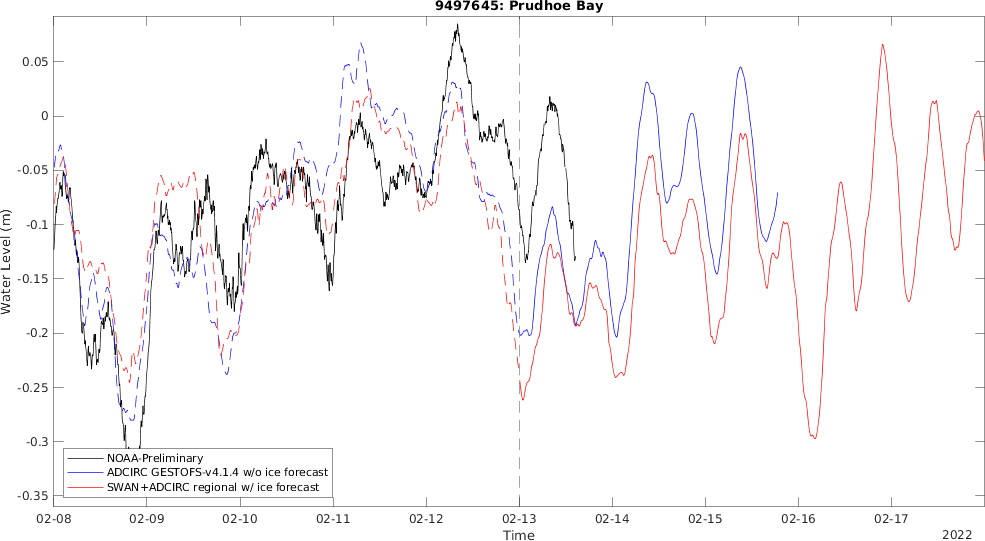 9497645: Prudhoe Bay
Water Level (m)
0.05
0
-0.05
-0.1
-0.15
-0.2
-0.25
-0.3
-0.35
NOAA-Preliminary
ADCIRC GESTOFS-v4.1.4 w/o ice forecast
SWAN+ADCIRC regional w/ ice forecast
02-08 02-09 02-10 02-11 02-12 02-13 02-14 02-15 02-16 02-17
Time
2022